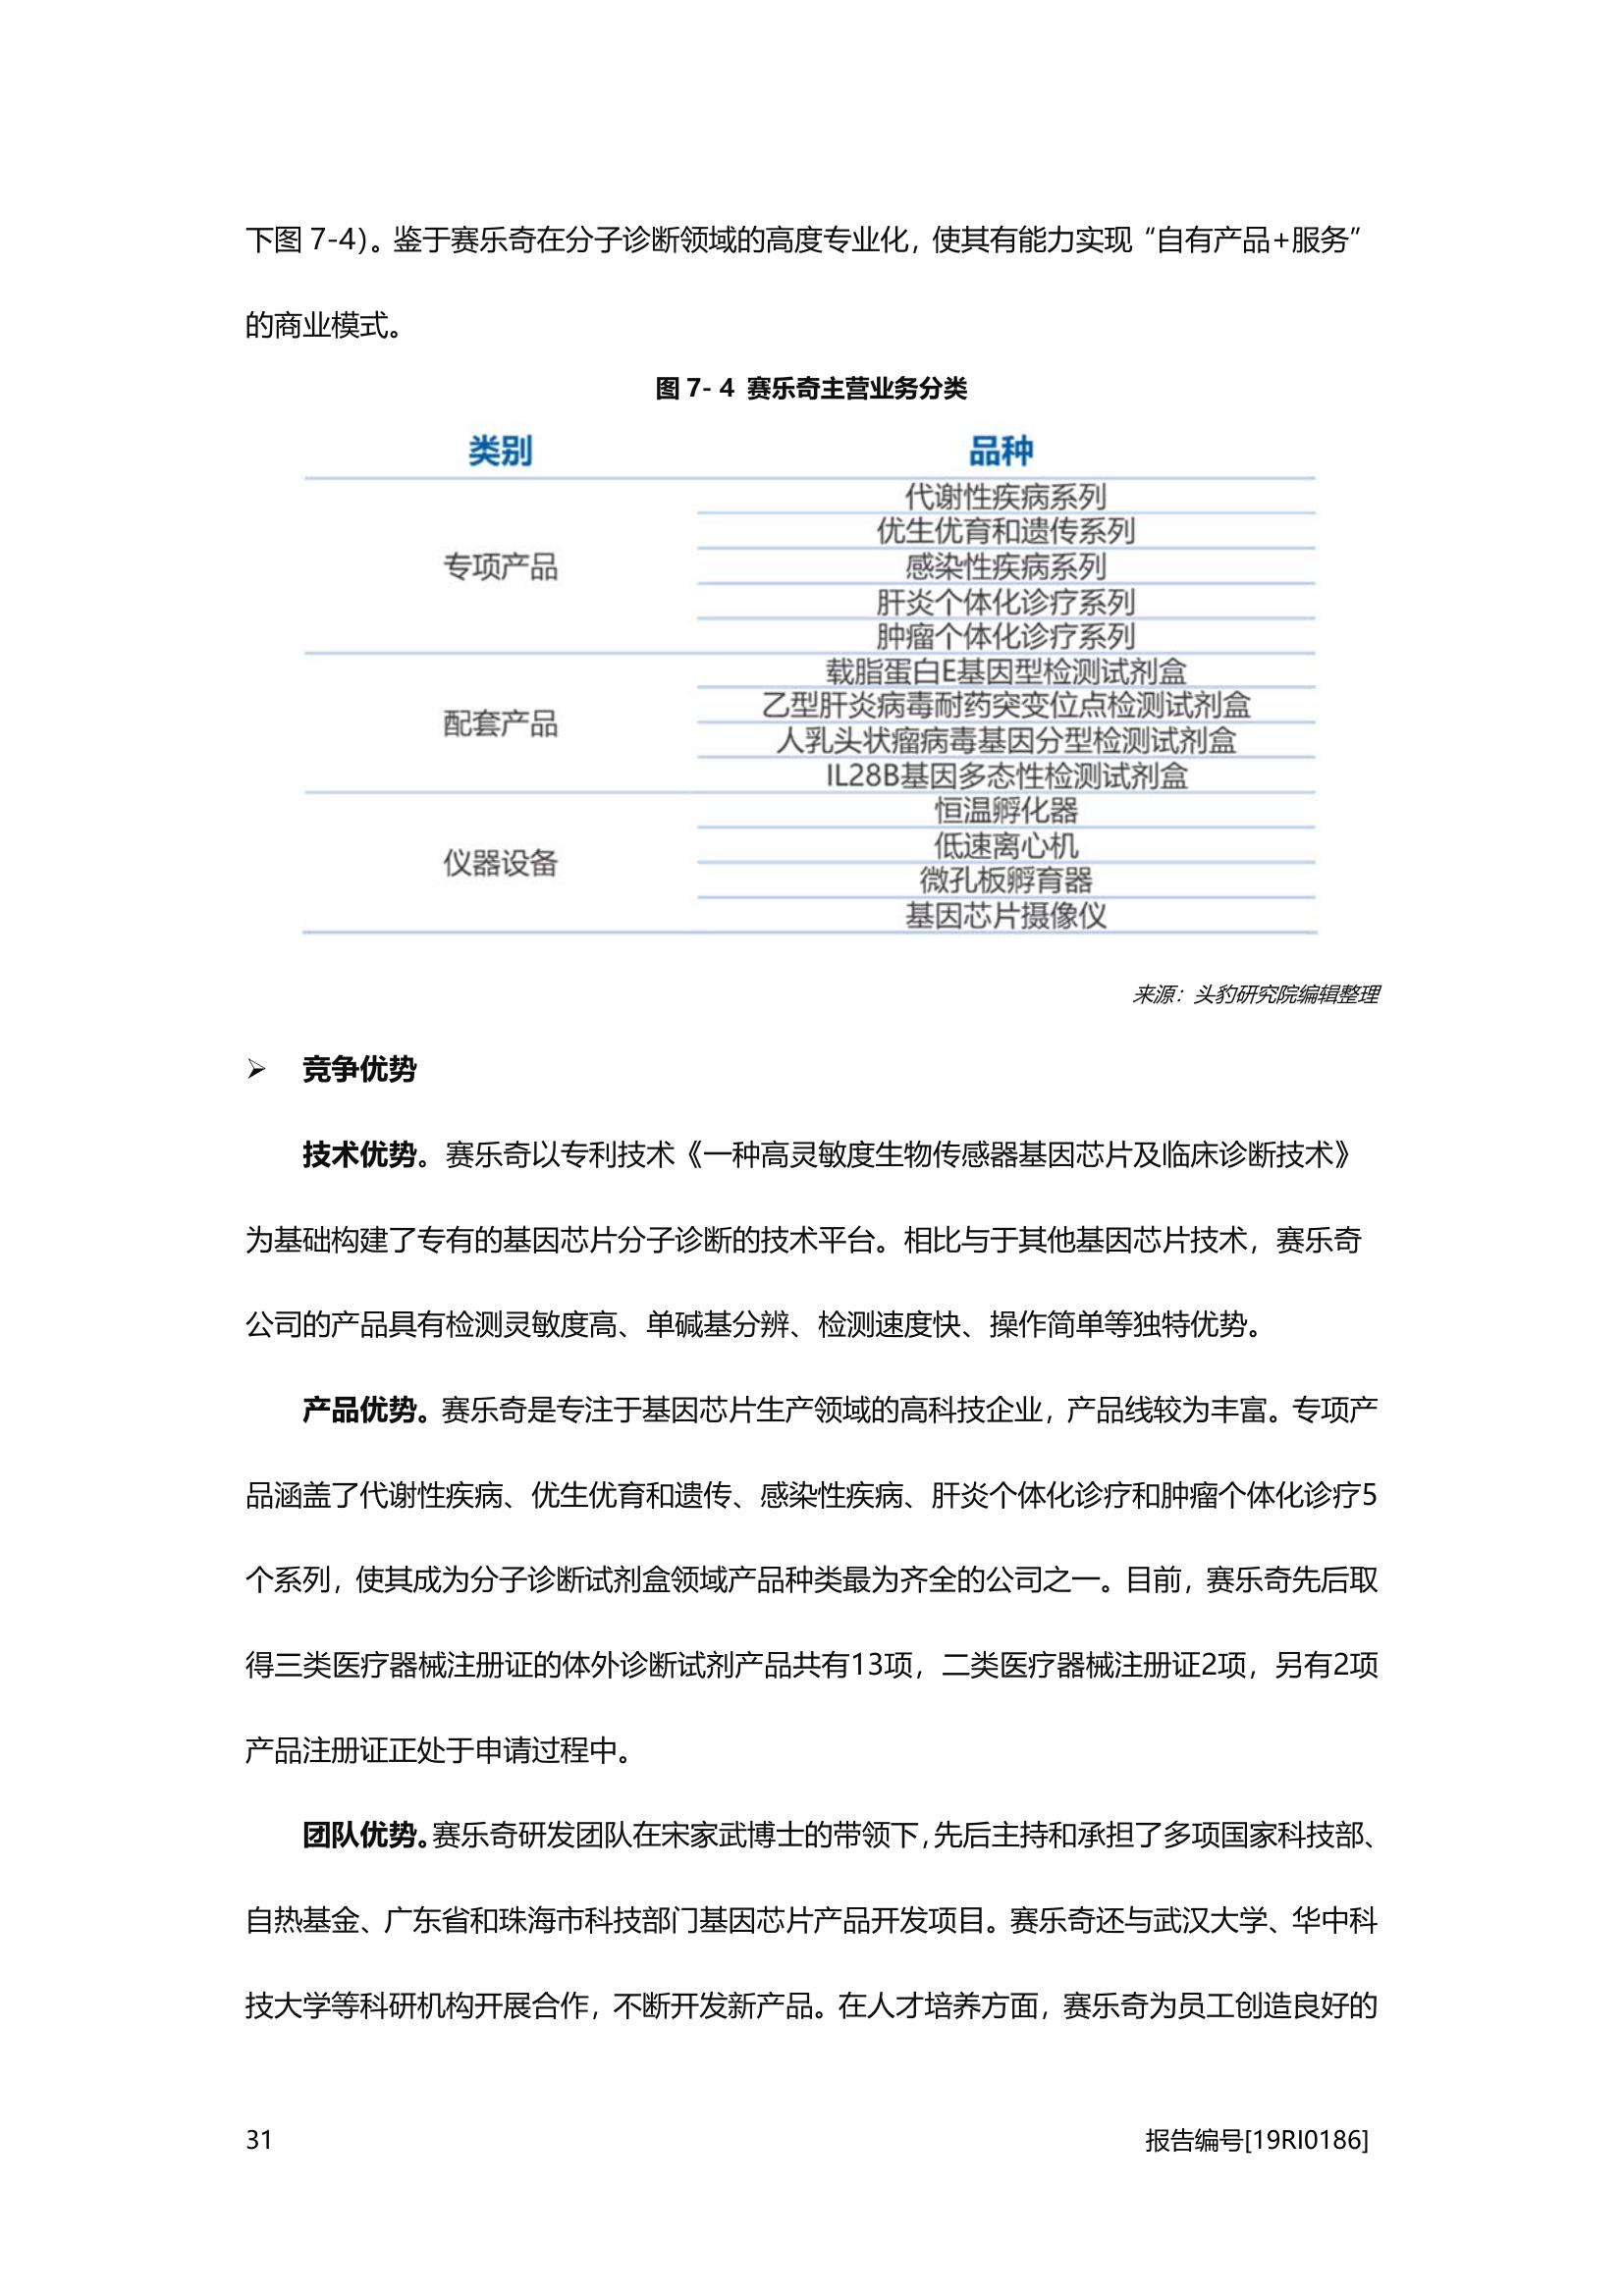 下图 7-4）。鉴于赛乐奇在分子诊断领域的高度专业化，使其有能力实现“自有产品+服务”
的商业模式。
图 7- 4 赛乐奇主营业务分类
类别 品种
代谢性疾病系列
优生优育和遗传系列
专项产品 感染性疾病系列
肝炎个体化诊疗系列
肿瘤个体化诊疗系列
载脂蛋白E基因型检测试剂盒
乙型肝炎病毒耐药突变位点检测试剂盒
配套产品
人乳头状瘤病毒基因分型检测试剂盒
IL28B基因多态性检测试剂盒
恒温孵化器
低速离心机
仪器设备
微孔板孵育器
基因芯片摄像仪
来源：头豹研究院编辑整理
➢ 竞争优势
技术优势。赛乐奇以专利技术《一种高灵敏度生物传感器基因芯片及临床诊断技术》
为基础构建了专有的基因芯片分子诊断的技术平台。相比与于其他基因芯片技术，赛乐奇
公司的产品具有检测灵敏度高、单碱基分辨、检测速度快、操作简单等独特优势。
产品优势。赛乐奇是专注于基因芯片生产领域的高科技企业，产品线较为丰富。专项产
品涵盖了代谢性疾病、优生优育和遗传、感染性疾病、肝炎个体化诊疗和肿瘤个体化诊疗5
个系列，使其成为分子诊断试剂盒领域产品种类最为齐全的公司之一。目前，赛乐奇先后取
得三类医疗器械注册证的体外诊断试剂产品共有13项，二类医疗器械注册证2项，另有2项
产品注册证正处于申请过程中。
团队优势。赛乐奇研发团队在宋家武博士的带领下，先后主持和承担了多项国家科技部、
自热基金、广东省和珠海市科技部门基因芯片产品开发项目。赛乐奇还与武汉大学、华中科
技大学等科研机构开展合作，不断开发新产品。在人才培养方面，赛乐奇为员工创造良好的
31 报告编号[19RI0186]